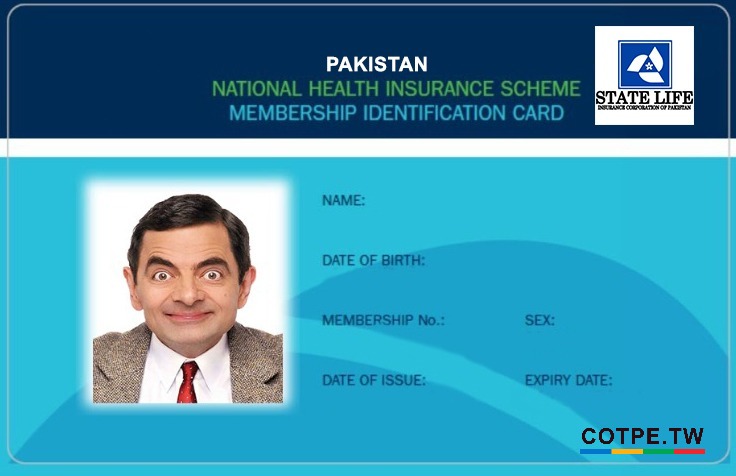 PAKISTAN
NATIONAL HEALTH INSURANCE SCHEME
MEMBERSHIP IDENTIFICATION CARD
STATE LIFE
INSURANCE CORPORATION OF PAKISTAN
NAME:
DATE OF BIRTH:
MEMBERSHIP No.: SEX:
DATE OF ISSUE: EXPIRY DATE:
COTPE.TW